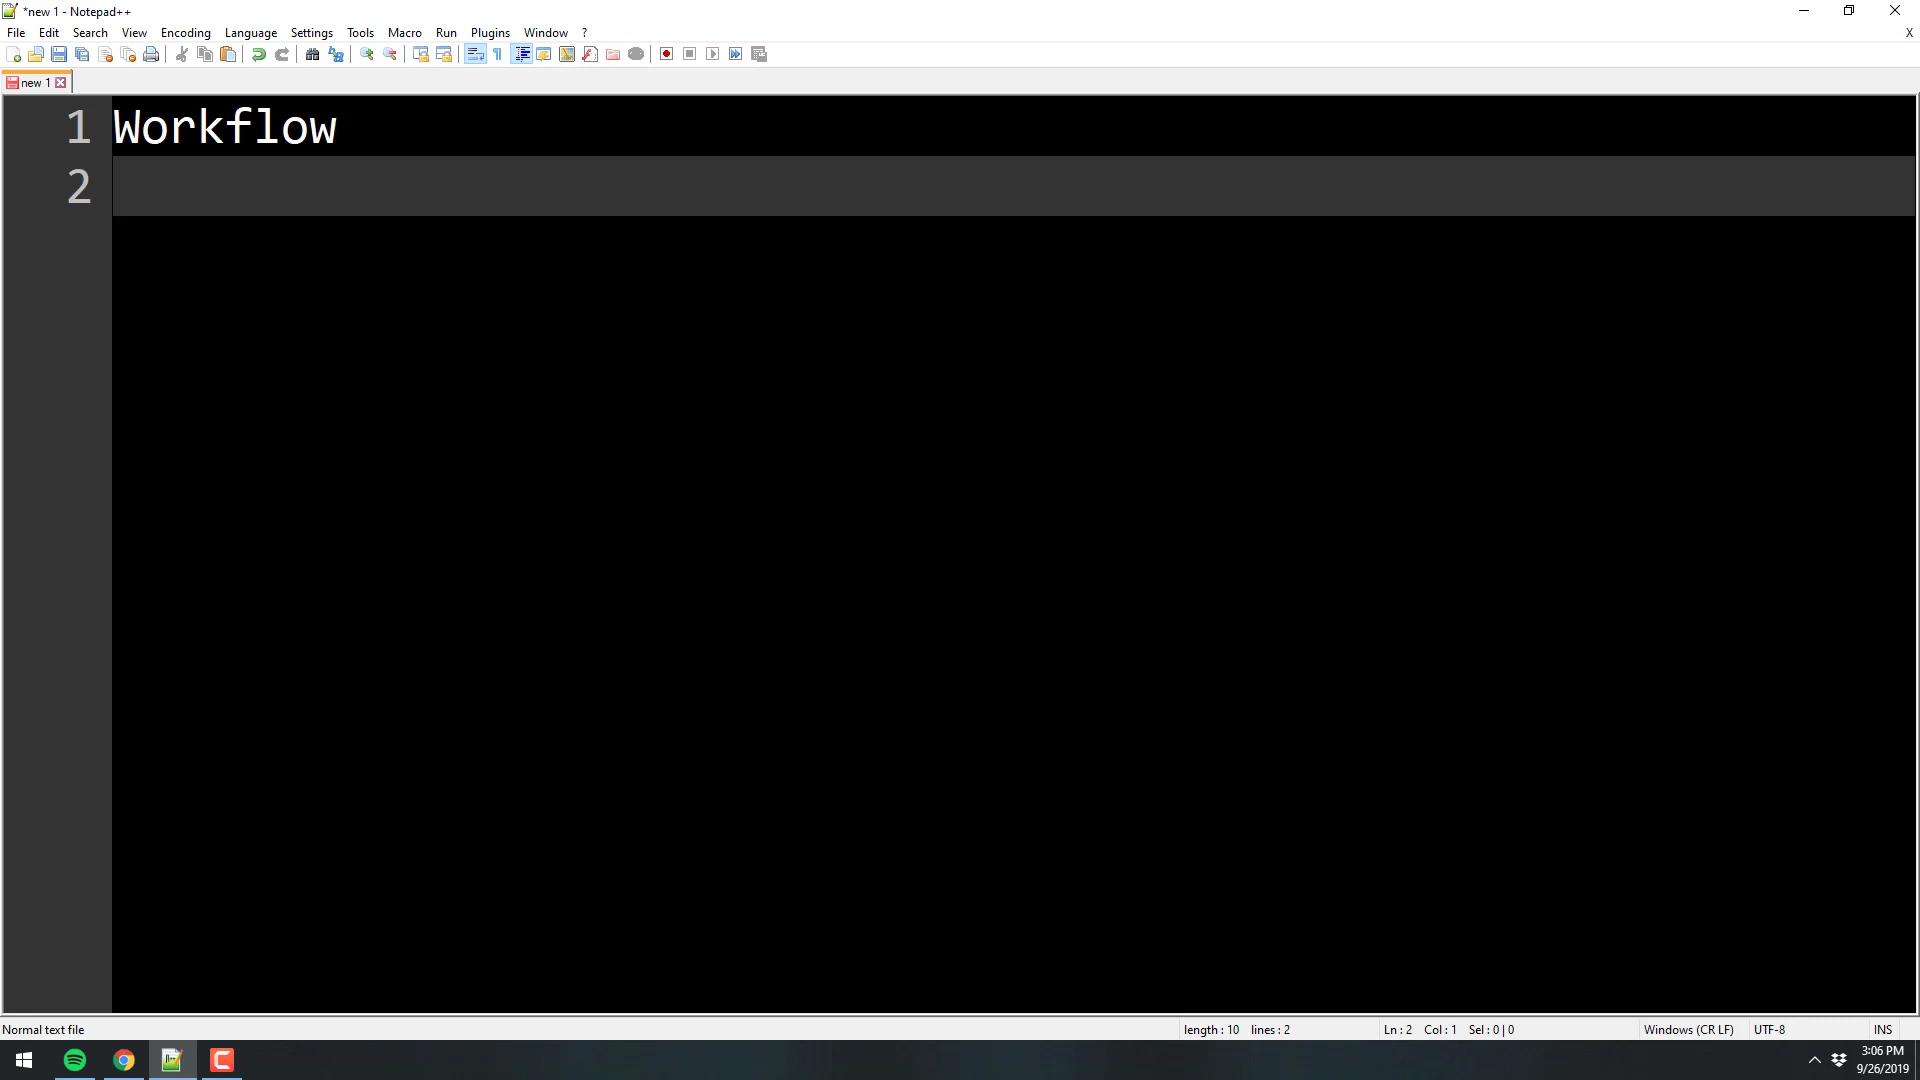 *new 1 - Notepad++
File Edit Search View Encoding Language Settings Tools Macro Run Plugins Window ? X
new 1
1 Workflow
2
Normal text file length : 10 lines : 2 Ln : 2 Col : 1 Sel : 0 | 0 Windows (CR LF) UTF-8 INS
3:06 PM
9/26/2019